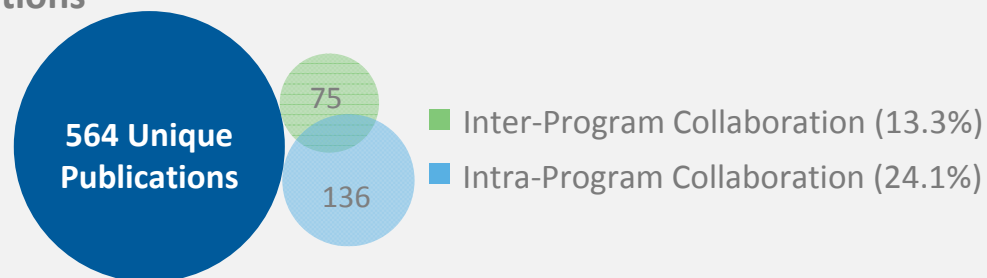 564 Unique
Publications
75
136
Inter-Program Collaboration (13.3%)
Intra-Program Collaboration (24.1%)